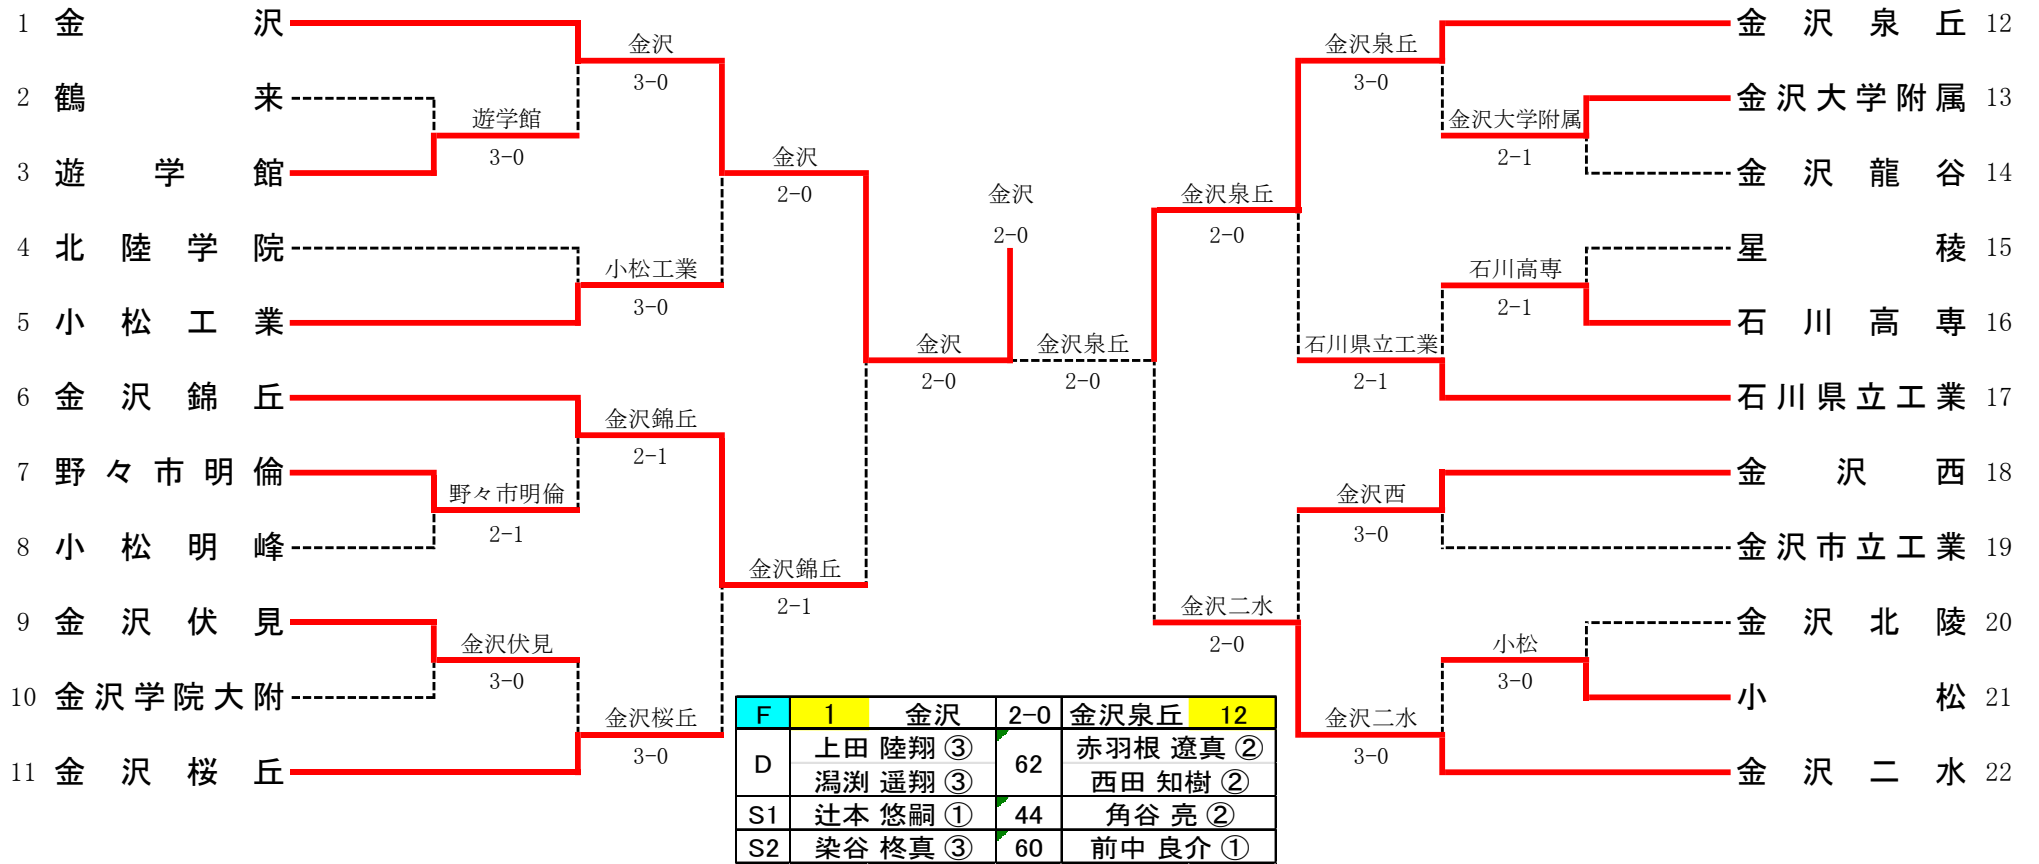 1 金沢
2 鶴来
3 遊学館
4 北陸学院
5 小松工業
6 金沢錦丘
7 野々市明倫
8 小松明峰
9 金沢伏見
10 金沢学院大附
11 金沢桜丘
遊学館
3-0
野々市明倫
2-1
金沢伏見
3-0
金沢
3-0
小松工業
3-0
金沢錦丘
2-1
金沢桜丘
3-0
金沢
2-0
金沢錦丘
2-1
金沢
2-0
金沢
2-0
金沢泉丘
2-0
金沢泉丘
2-0
金沢二水
2-0
金沢泉丘
3-0
石川県立工業
2-1
金沢西
3-0
金沢二水
3-0
金沢大学附属
2-1
石川高専
2-1
小松
3-0
金沢泉丘 12
金沢大学附属 13
金沢龍谷 14
星稜 15
石川高専 16
石川県立工業 17
金沢西 18
金沢市立工業 19
金沢北陵 20
小松 21
金沢二水 22
F 1 金沢 2-0 金沢泉丘 12
D 上田 陸翔 ③ 62 赤羽根 遼真 ②
潟渕 遥翔 ③ 西田 知樹 ②
S1 辻本 悠嗣 ① 44 角谷 亮 ②
S2 染谷 柊真 ③ 60 前中 良介 ①